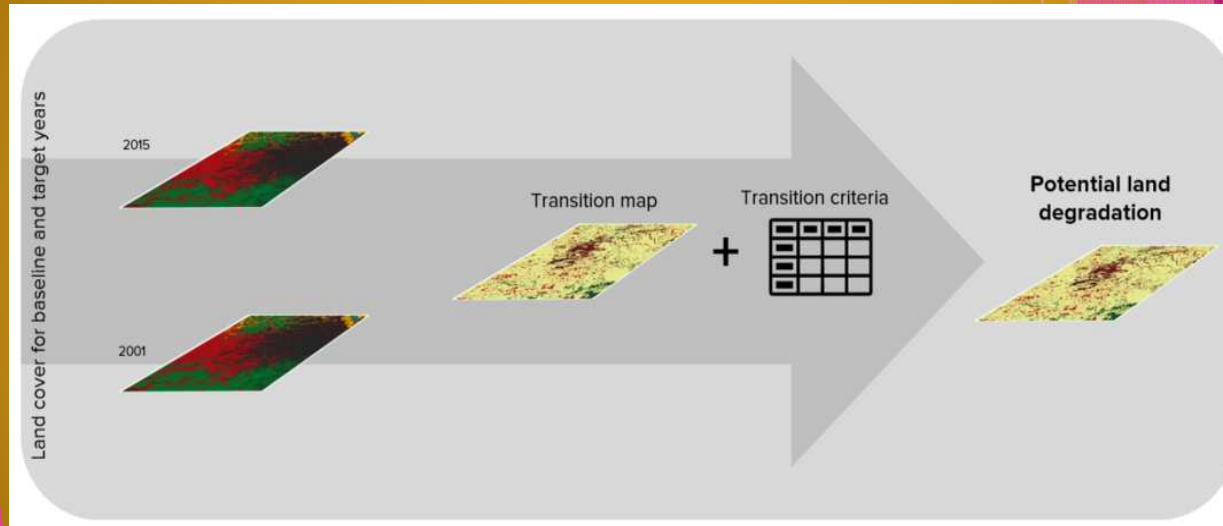 Land cover for baseline and target years
2015
2001
Transition map
+
Transition criteria
Potential land
degradation